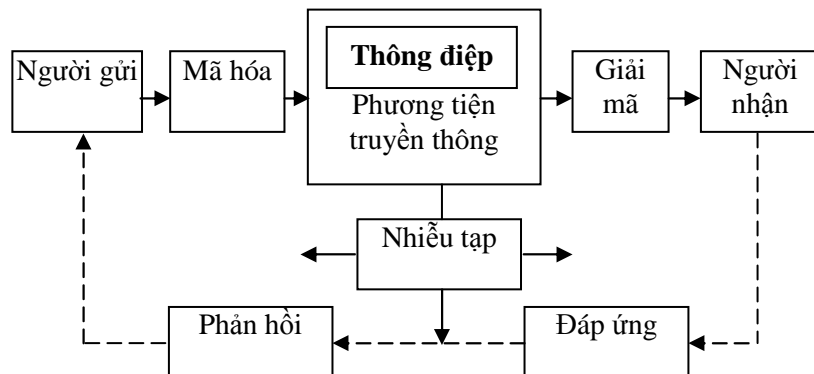 Người gửi
Mã hóa
Thông điệp
Phương tiện
truyền thông
Giải
mã
Người
nhận
Nhiễu tạp
Phản hồi
Đáp ứng